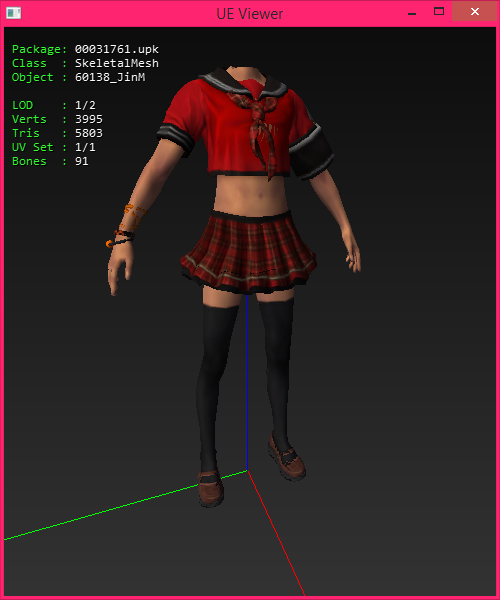 UE Viewer
Package: 00031761.upk
Class : SkeletalMesh
Object : 60138_JinM
LOD : 1/2
Verts : 3995
Tris : 5803
UV Set : 1/1
Bones : 91